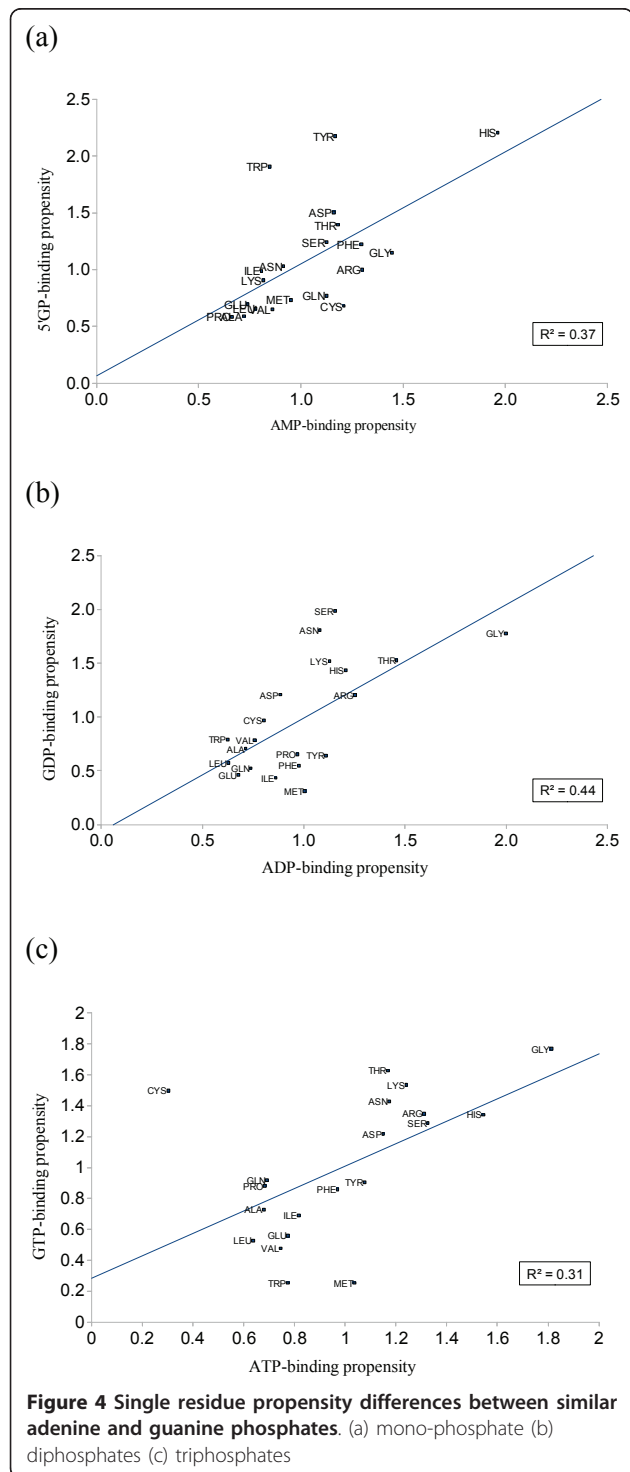 (a)
2.5
2.0
1.5
1.0
0.5
0.0
5'GP-binding propensity
TYR
HIS
TRP
ASP
THR
SER
PHE
GLY
ASN
ILE
ARG
LYS
MET
GLN
GLU
LEU
VAL
CYS
PRO
ALA
R² = 0.37
0.0 0.5 1.0 1.5 2.0 2.5
AMP-binding propensity
(b)
2.5
2.0
1.5
1.0
0.5
0.0
GDP-binding propensity
SER
ASN
GLY
LYS
THR
HIS
ASP
ARG
CYS
TRP
VAL
ALA
PRO
TYR
LEU
GLN
PHE
GLU
ILE
MET
R² = 0.44
0.0 0.5 1.0 1.5 2.0 2.5
ADP-binding propensity
(c)
2
1.8
1.6
1.4
1.2
1
0.8
0.6
0.4
0.2
0
GTP-binding propensity
GLY
THR
LYS
CYS
ASN
ARG
HIS
SER
ASP
GLN
PRO
TYR
PHE
ALA
ILE
GLU
LEU
VAL
TRP
MET
R² = 0.31
0 0.2 0.4 0.6 0.8 1 1.2 1.4 1.6 1.8 2
ATP-binding propensity
Figure 4 Single residue propensity differences between similar
adenine and guanine phosphates. (a) mono-phosphate (b)
diphosphates (c) triphosphates